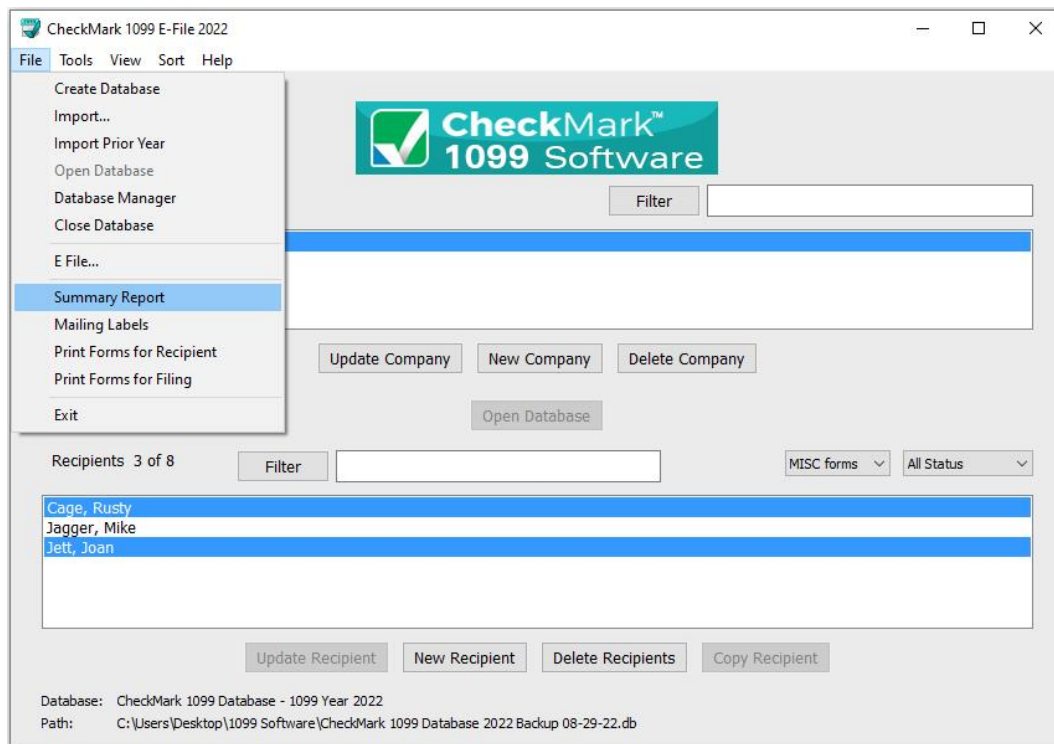 CheckMark 1099 E-File 2022
File Tools View Sort Help
Create Database
Import...
Import Prior Year
Open Database
Database Manager
Close Database
E File...
Summary Report
Mailing Labels
Print Forms for Recipient
Print Forms for Filing
Exit
CheckMark™
1099 Software
Filter
Update Company New Company Delete Company
Open Database
Recipients 3 of 8 Filter MISC forms All Status
Cage, Rusty
Jagger, Mike
Jett, Joan
Update Recipient New Recipient Delete Recipients Copy Recipient
Database: CheckMark 1099 Database - 1099 Year 2022
Path: C:\Users\Desktop\1099 Software\CheckMark 1099 Database 2022 Backup 08-29-22.db